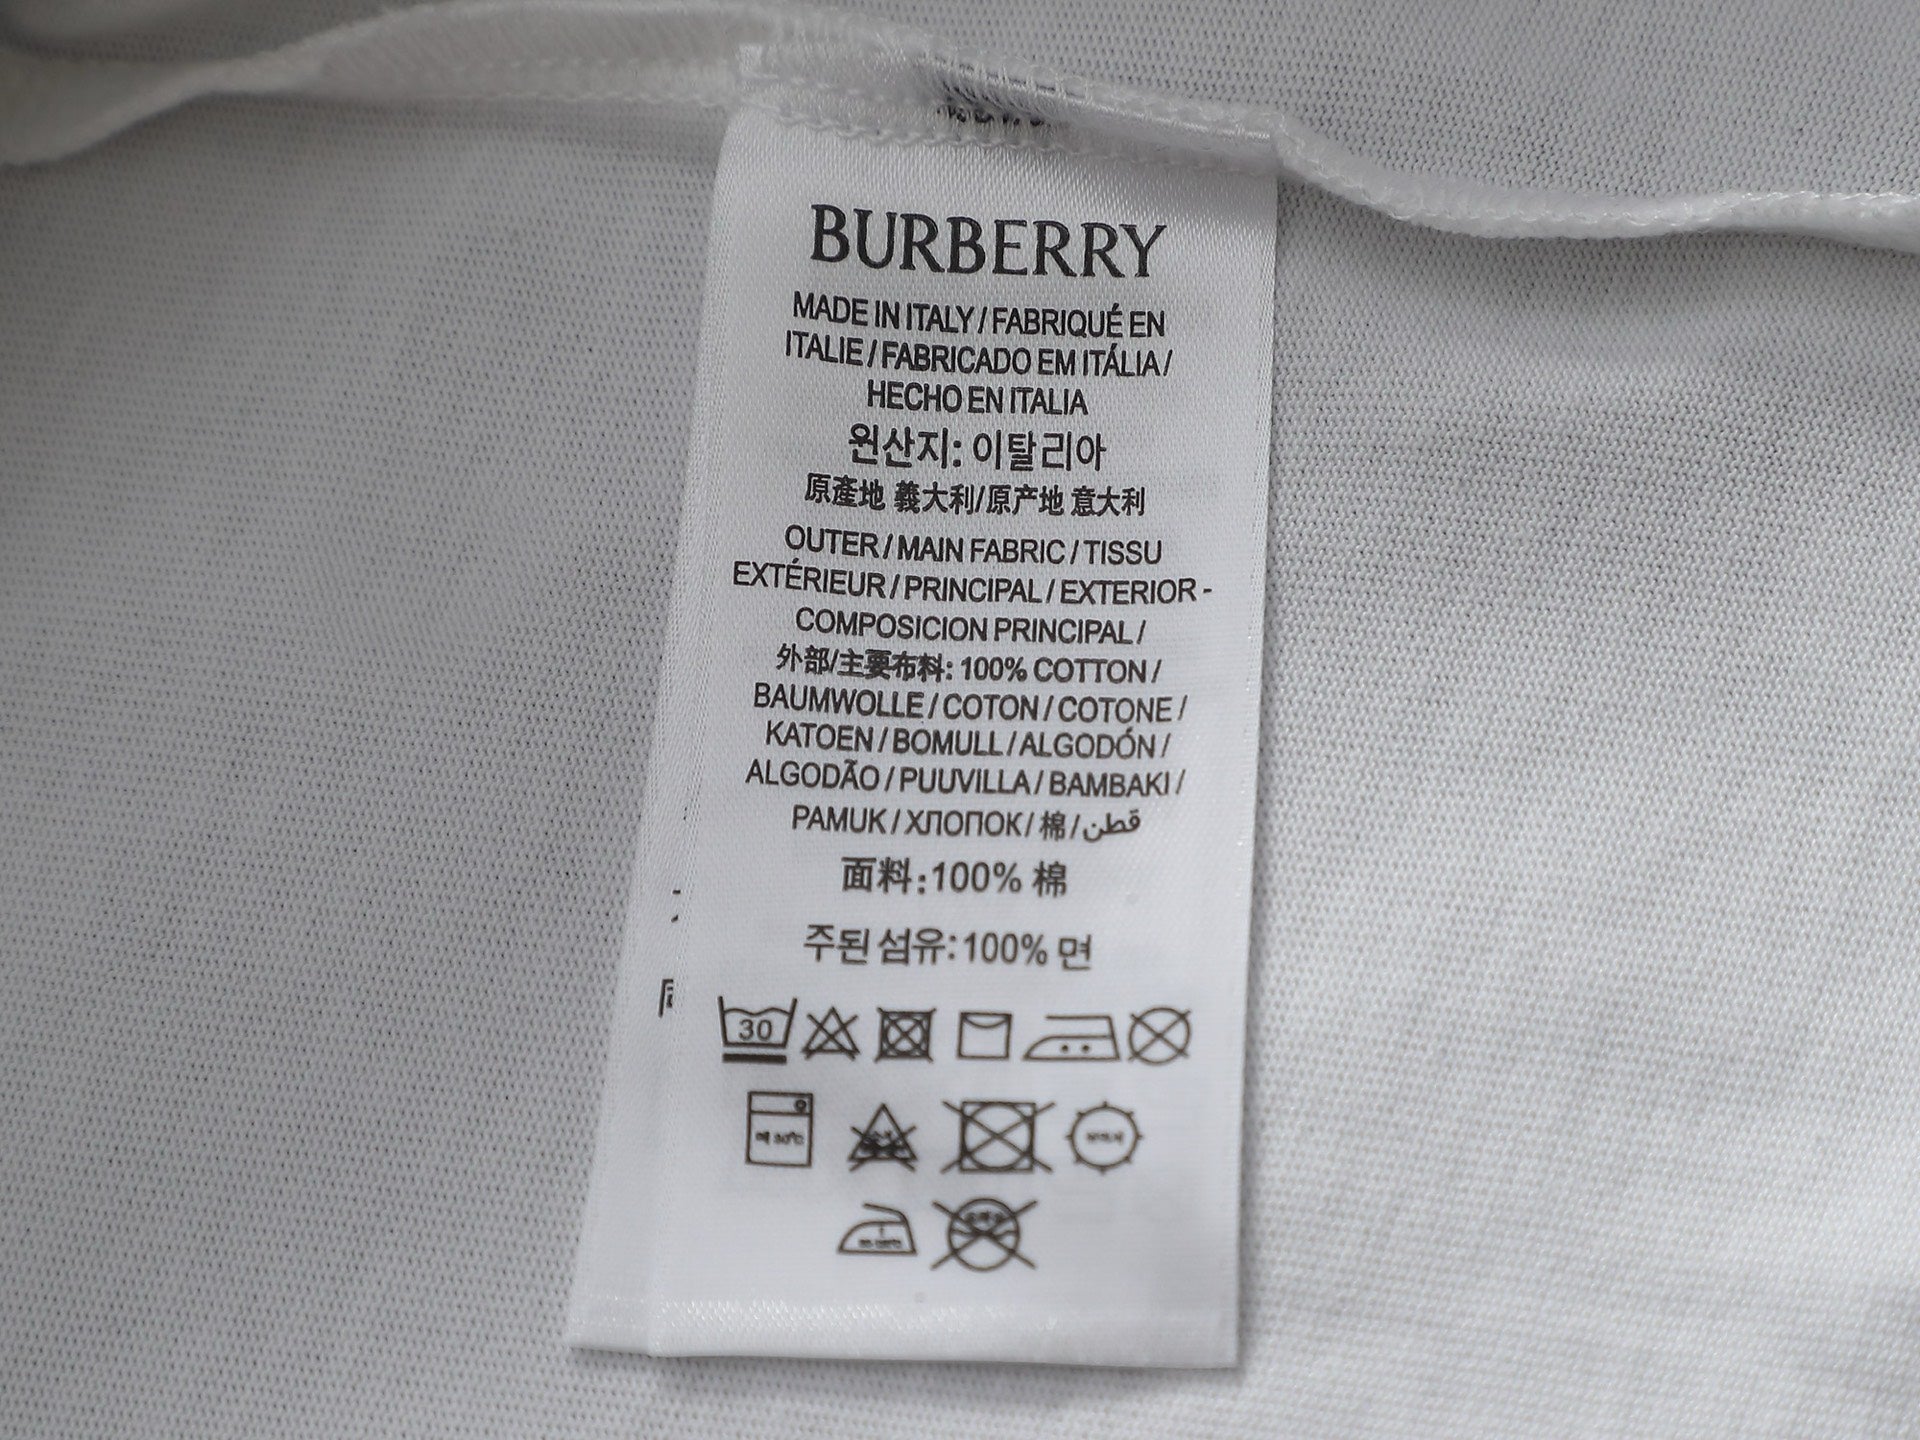 BURBERRY
MADE IN ITALY / FABRIQUÉ EN
ITALIE / FABRICADO EM ITÁLIA /
HECHO EN ITALIA
원산지: 이탈리아
原產地 義大利/原产地 意大利
OUTER / MAIN FABRIC / TISSU
EXTÉRIEUR / PRINCIPAL / EXTERIOR -
COMPOSICION PRINCIPAL /
外部/主要布料: 100% COTTON /
BAUMWOLLE / COTON / COTONE /
KATOEN / BOMULL / ALGODÓN /
ALGODÃO / PUUVILLA / BAMBAKI /
PAMUK / ХЛОПОК / 棉 / قطن
面料:100% 棉
주된 섬유:100% 면
30